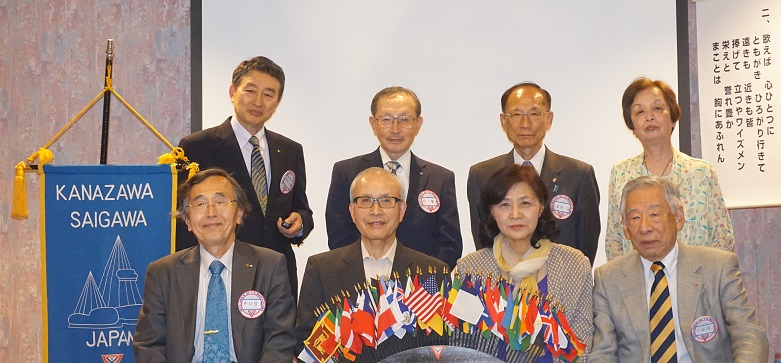 二、歌えば 心ひとつに
ともがき ひろがり行きて
遠きも 近きも皆
捧げて 立つやワイズメン
栄えと 誉れ豊か
まことは 胸にあふれん
KANAZAWA
SAIGAWA
JAPAN